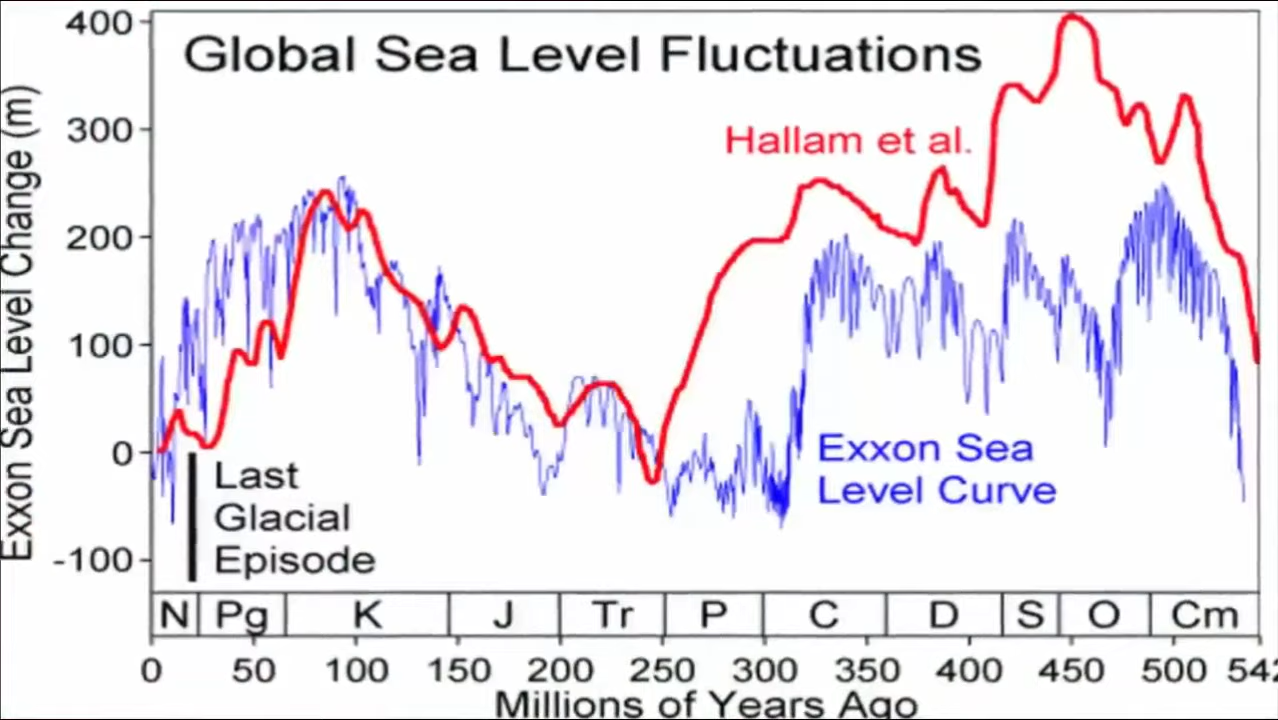 Global Sea Level Fluctuations
Exxon Sea Level Change (m)
400
300
200
100
0
-100
Hallam et al.
Exxon Sea
Level Curve
Last
Glacial
Episode
N Pg K J Tr P C D S O Cm
0 50 100 150 200 250 300 350 400 450 500 542
Millions of Years Ago